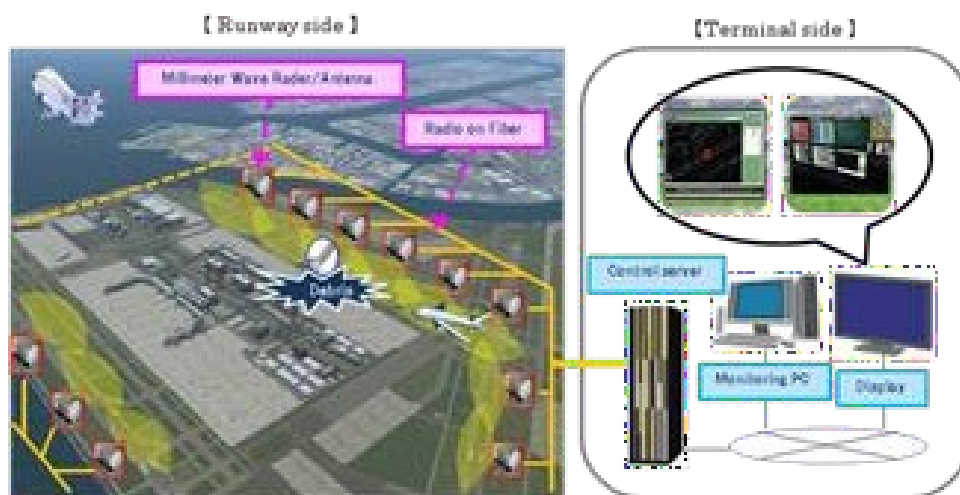 【 Runway side 】
【Terminal side 】
Millimeter Wave Radar/Antenna
Radio on Fiber
Debris
Control server
Monitoring PC
Display